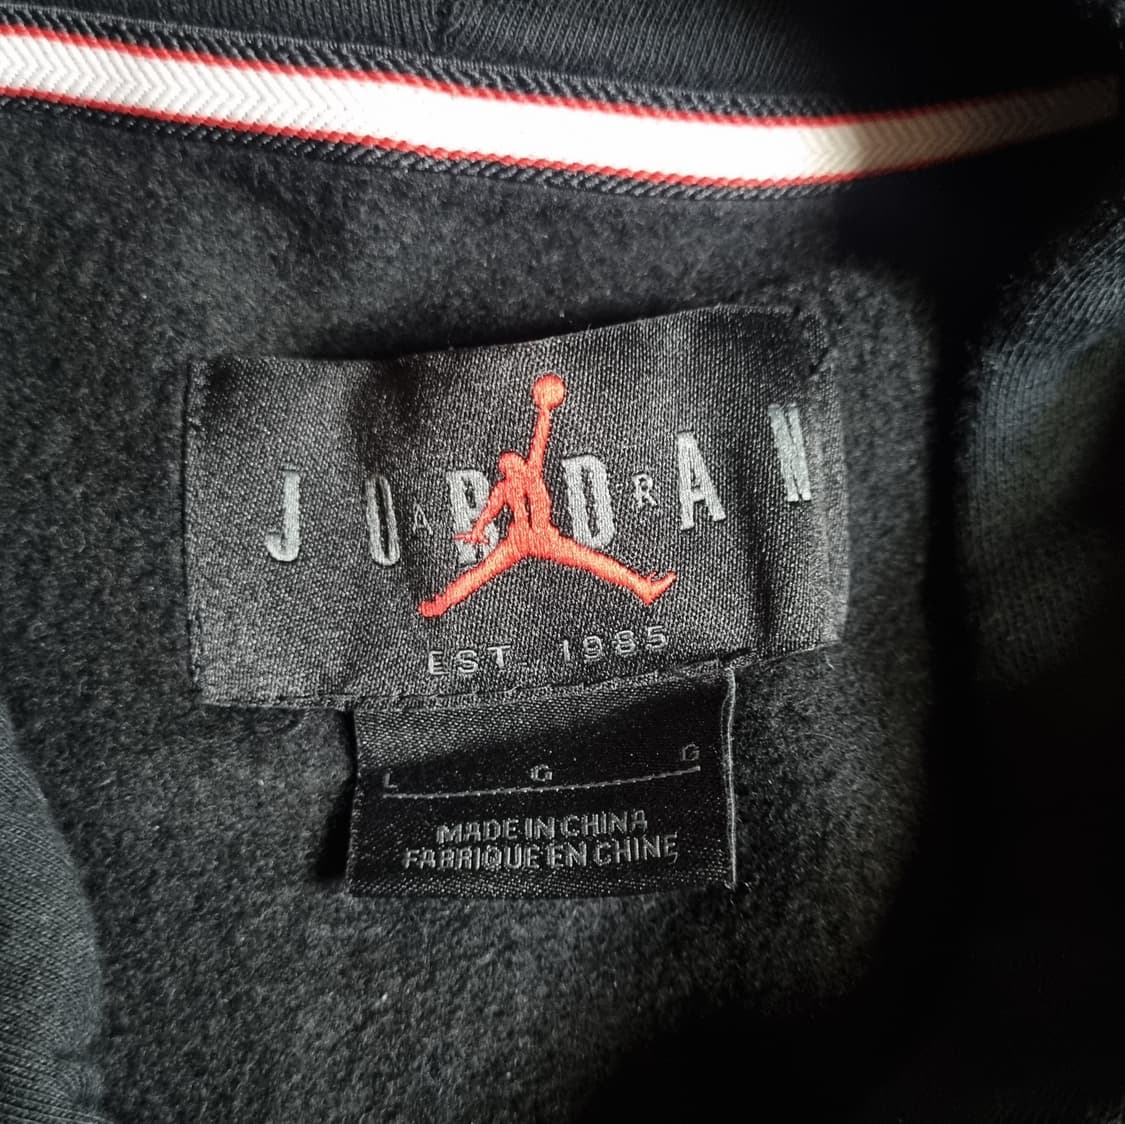 JORDAN
A R
EST. 1985
L G G
MADE IN CHINA
FABRIQUE EN CHINE